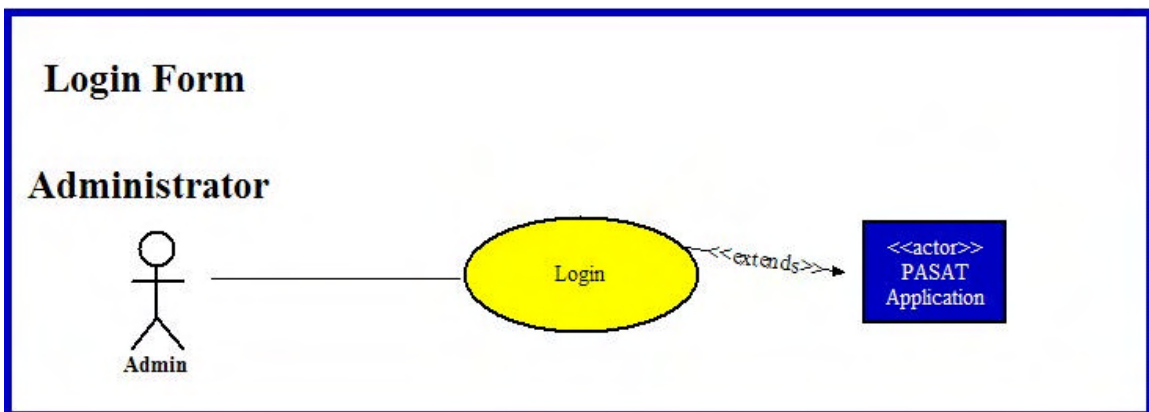 Login Form
Administrator
Admin
Login
<<extends>>
<<actor>>
PASAT
Application